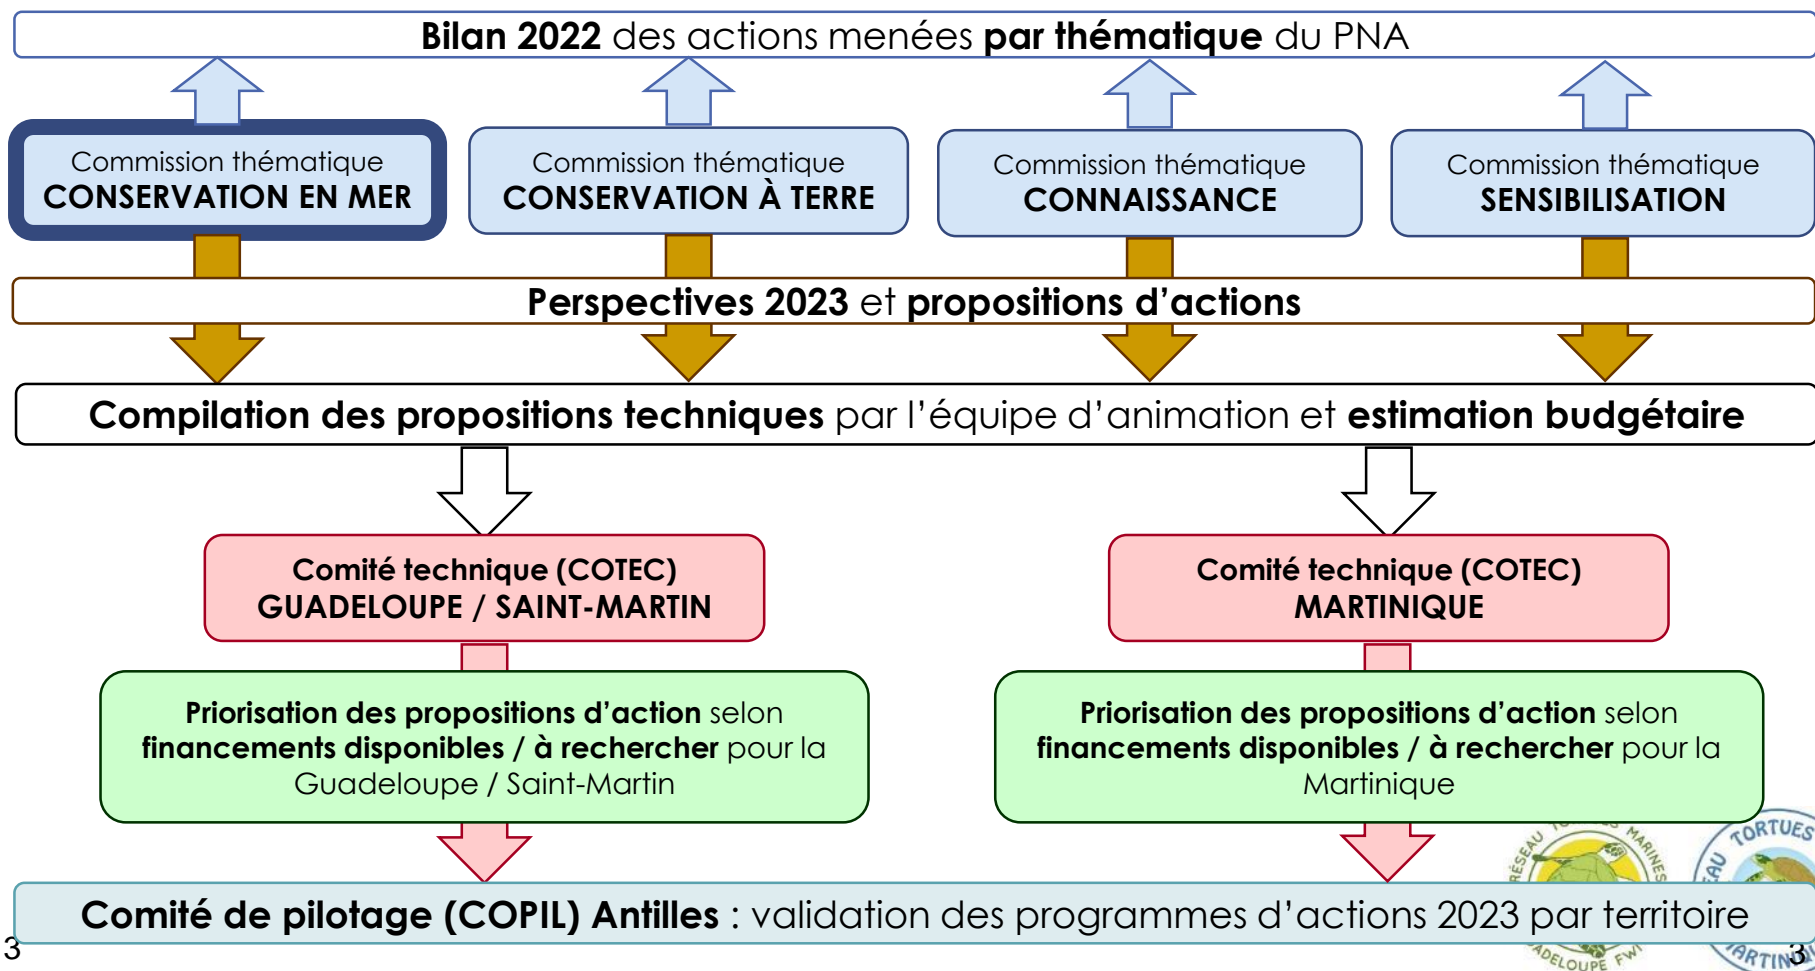 Bilan 2022 des actions menées par thématique du PNA
Commission thématique
CONSERVATION EN MER
Commission thématique
CONSERVATION À TERRE
Commission thématique
CONNAISSANCE
Commission thématique
SENSIBILISATION
Perspectives 2023 et propositions d'actions
Compilation des propositions techniques par l'équipe d'animation et estimation budgétaire
Comité technique (COTEC)
GUADELOUPE / SAINT-MARTIN
Comité technique (COTEC)
MARTINIQUE
Priorisation des propositions d'action selon
financements disponibles / à rechercher pour la
Guadeloupe / Saint-Martin
Priorisation des propositions d'action selon
financements disponibles / à rechercher pour la
Martinique
RÉSEAU MARINES
TORTUES
Comité de pilotage (COPIL) Antilles : validation des programmes d'actions 2023 par territoire
3
FWI
3